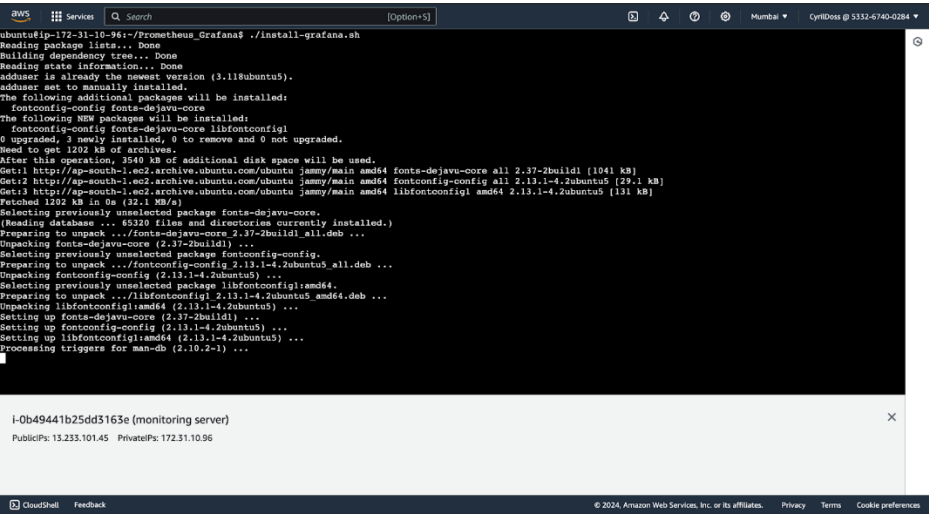 aws Services Search [Option+S] Mumbai ▼ CyrilDoss @ 5332-6740-0284 ▼
ubuntu@ip-172-31-10-96:~/Prometheus_Grafana$ ./install-grafana.sh
Reading package lists... Done
Building dependency tree... Done
Reading state information... Done
adduser is already the newest version (3.118ubuntu5).
adduser set to manually installed.
The following additional packages will be installed:
  fontconfig-config fonts-dejavu-core
The following NEW packages will be installed:
  fontconfig-config fonts-dejavu-core libfontconfig1
0 upgraded, 3 newly installed, 0 to remove and 0 not upgraded.
Need to get 1202 kB of archives.
After this operation, 3540 kB of additional disk space will be used.
Get:1 http://ap-south-1.ec2.archive.ubuntu.com/ubuntu jammy/main amd64 fonts-dejavu-core all 2.37-2build1 [1041 kB]
Get:2 http://ap-south-1.ec2.archive.ubuntu.com/ubuntu jammy/main amd64 fontconfig-config all 2.13.1-4.2ubuntu5 [29.1 kB]
Get:3 http://ap-south-1.ec2.archive.ubuntu.com/ubuntu jammy/main amd64 libfontconfig1 amd64 2.13.1-4.2ubuntu5 [131 kB]
Fetched 1202 kB in 0s (32.1 MB/s)
Selecting previously unselected package fonts-dejavu-core.
(Reading database ... 65320 files and directories currently installed.)
Preparing to unpack .../fonts-dejavu-core_2.37-2build1_all.deb ...
Unpacking fonts-dejavu-core (2.37-2build1) ...
Selecting previously unselected package fontconfig-config.
Preparing to unpack .../fontconfig-config_2.13.1-4.2ubuntu5_all.deb ...
Unpacking fontconfig-config (2.13.1-4.2ubuntu5) ...
Selecting previously unselected package libfontconfig1:amd64.
Preparing to unpack .../libfontconfig1_2.13.1-4.2ubuntu5_amd64.deb ...
Unpacking libfontconfig1:amd64 (2.13.1-4.2ubuntu5) ...
Setting up fonts-dejavu-core (2.37-2build1) ...
Setting up fontconfig-config (2.13.1-4.2ubuntu5) ...
Setting up libfontconfig1:amd64 (2.13.1-4.2ubuntu5) ...
Processing triggers for man-db (2.10.2-1) ...
i-0b49441b25dd3163e (monitoring server)
PublicIPs: 13.233.101.45 PrivateIPs: 172.31.10.96
CloudShell Feedback © 2024, Amazon Web Services, Inc. or its affiliates. Privacy Terms Cookie preferences